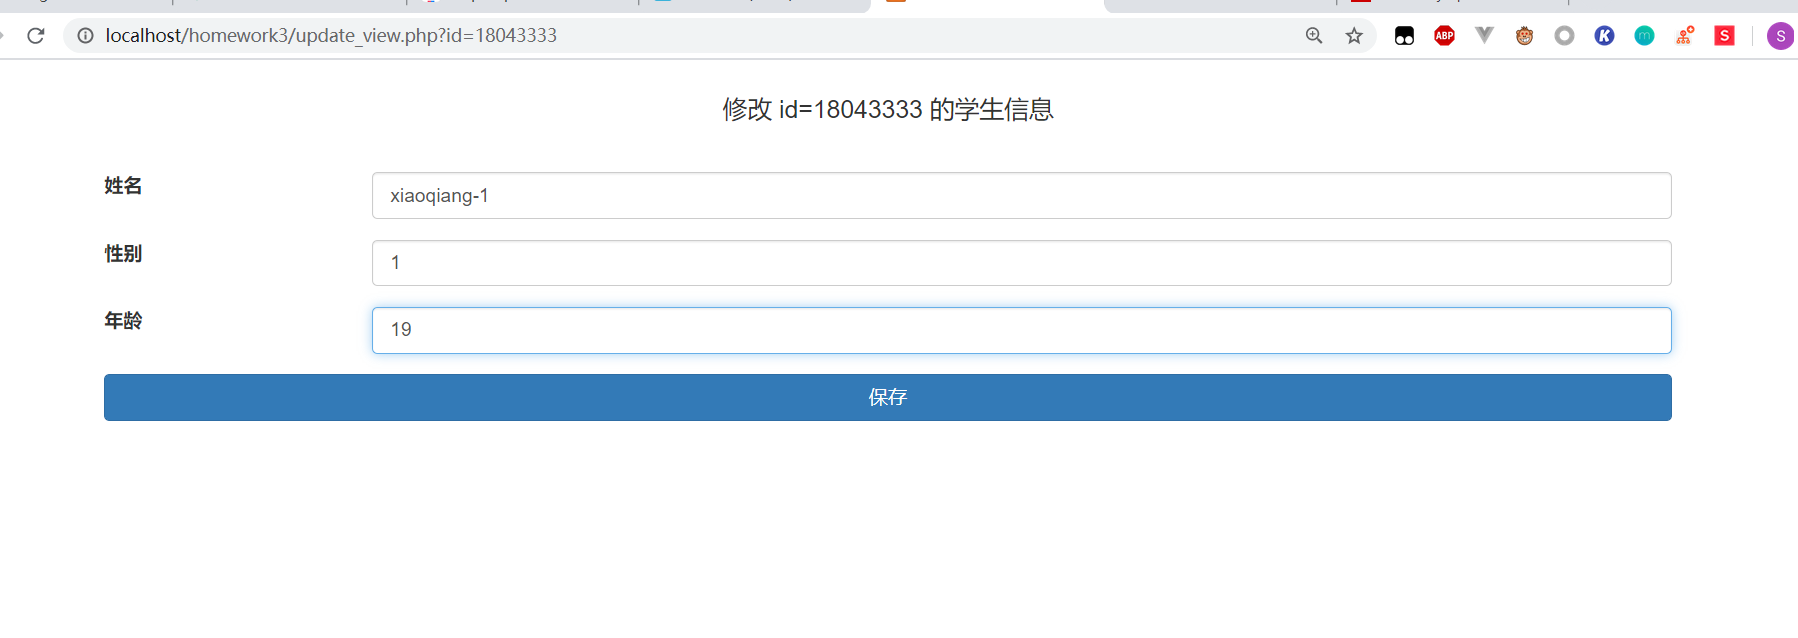 localhost/homework3/update_view.php?id=18043333
ABP
K
m
S
S
修改 id=18043333 的学生信息
姓名
xiaoqiang-1
性别
1
年龄
19
保存